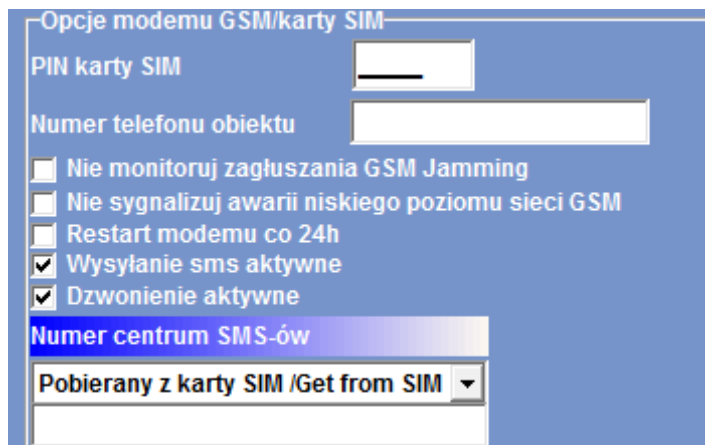 Opcje modemu GSM/karty SIM
PIN karty SIM
Numer telefonu obiektu
Nie monitoruj zagłuszania GSM Jamming
Nie sygnalizuj awarii niskiego poziomu sieci GSM
Restart modemu co 24h
Wysyłanie sms aktywne
Dzwonienie aktywne
Numer centrum SMS-ów
Pobierany z karty SIM /Get from SIM